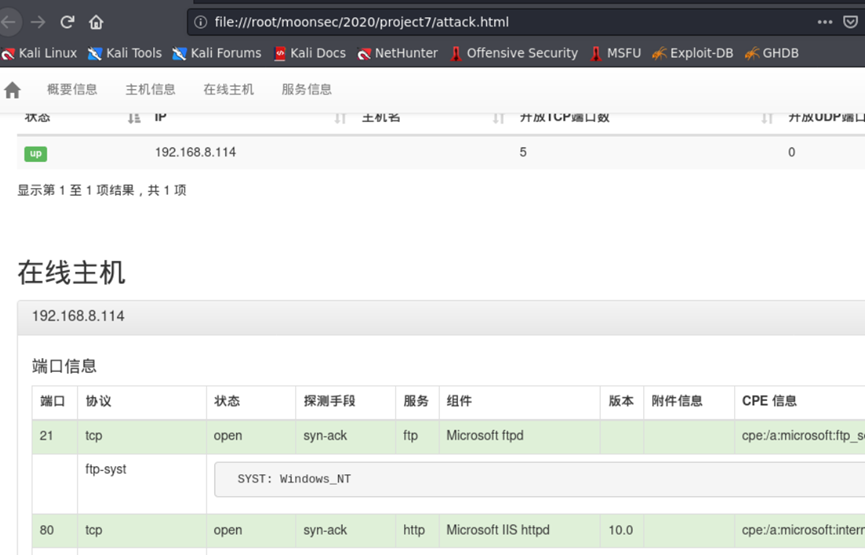 file:///root/moonsec/2020/project7/attack.html
Kali Linux Kali Tools Kali Forums Kali Docs NetHunter Offensive Security MSFU Exploit-DB GHDB
概要信息 主机信息 在线主机 服务信息
状态 IP 主机名 开放TCP端口数 开放UDP端口
up 192.168.8.114 5 0
显示第 1 至 1 项结果，共 1 项
在线主机
192.168.8.114
端口信息
端口 协议 状态 探测手段 服务 组件 版本 附件信息 CPE 信息
21 tcp open syn-ack ftp Microsoft ftpd cpe:/a:microsoft:ftp_s
ftp-syst SYST: Windows_NT
80 tcp open syn-ack http Microsoft IIS httpd 10.0 cpe:/a:microsoft:intern